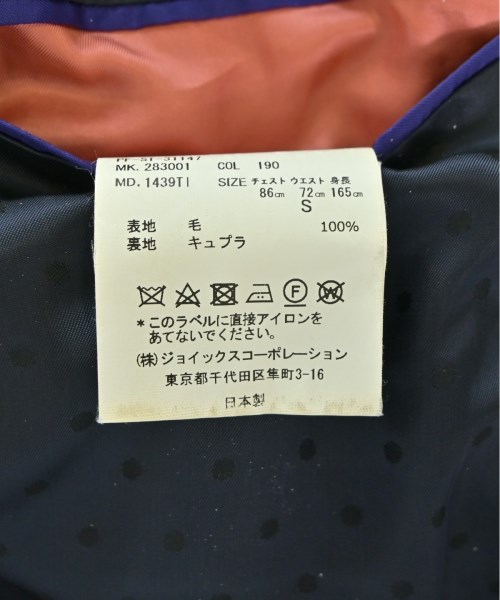 MK. 283001 COL 190
MD. 1439TI SIZE チェスト ウエスト 身長
86cm 72cm 165cm
S
表地 毛 100%
裏地 キュプラ
F W
*このラベルに直接アイロンを
あてないでください。
(株)ジョイックスコーポレーション
東京都千代田区隼町3-16
日本製